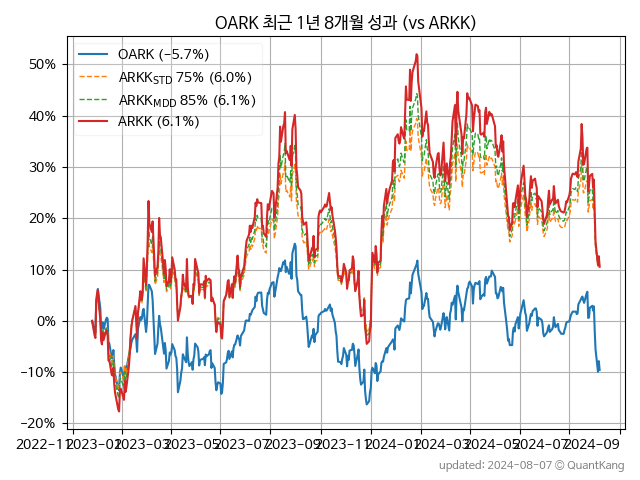 OARK 최근 1년 8개월 성과 (vs ARKK)
OARK (−5.7%)
ARKK_STD 75% (6.0%)
ARKK_MDD 85% (6.1%)
ARKK (6.1%)
50%
40%
30%
20%
10%
0%
−10%
−20%
2022−11 2023−01 2023−03 2023−05 2023−07 2023−09 2023−11 2024−01 2024−03 2024−05 2024−07 2024−09
updated: 2024-08-07 © QuantKang